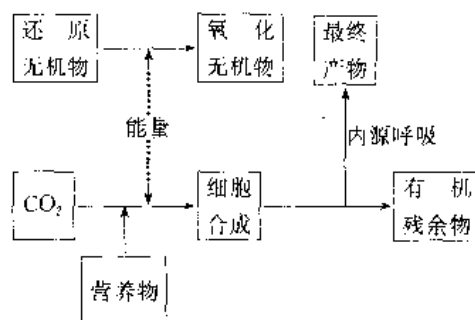 还原
无机物
氧化
无机物
最终
产物
能量
内源呼吸
CO₂
细胞
合成
有机
残余物
营养物